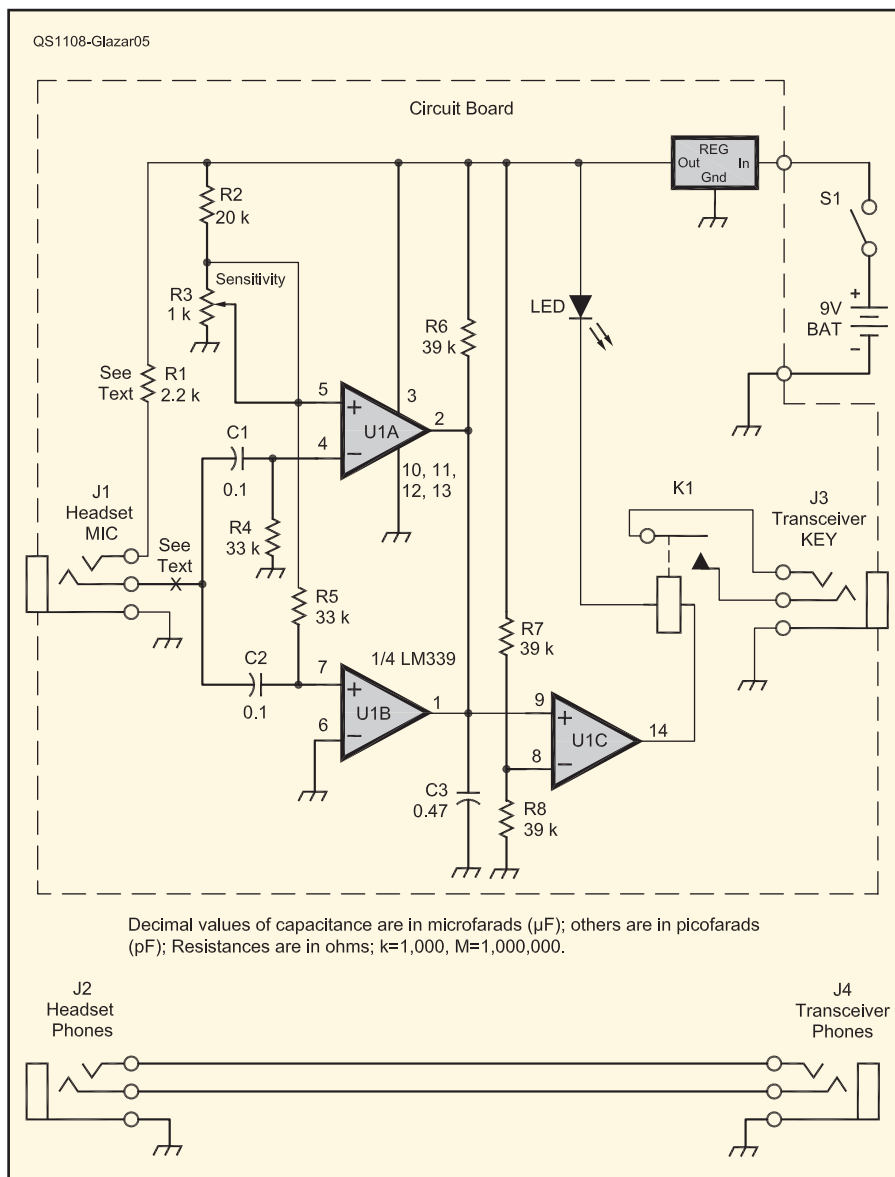 QS1108-Glazar05
Circuit Board
REG
Out
In
Gnd
R2
20 k
S1
Sensitivity
R3
1 k
+
9V
BAT
−
LED
R6
39 k
See
Text
R1
2.2 k
5
+
3
U1A
2
4
−
C1
0.1
10, 11,
12, 13
K1
J1
Headset
MIC
J3
Transceiver
KEY
R4
33 k
See
Text
X
R5
33 k
R7
39 k
C2
0.1
1/4 LM339
7
+
U1B
1
6
−
9
+
U1C
14
8
−
C3
0.47
R8
39 k
Decimal values of capacitance are in microfarads (µF); others are in picofarads
(pF); Resistances are in ohms; k=1,000, M=1,000,000.
J2
Headset
Phones
J4
Transceiver
Phones